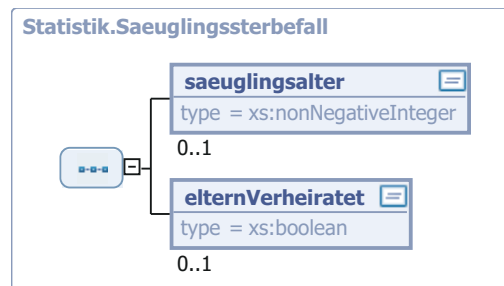 Statistik.Saeuglingssterbefall
saeuglingsalter
type = xs:nonNegativeInteger
0..1
elternVerheiratet
type = xs:boolean
0..1